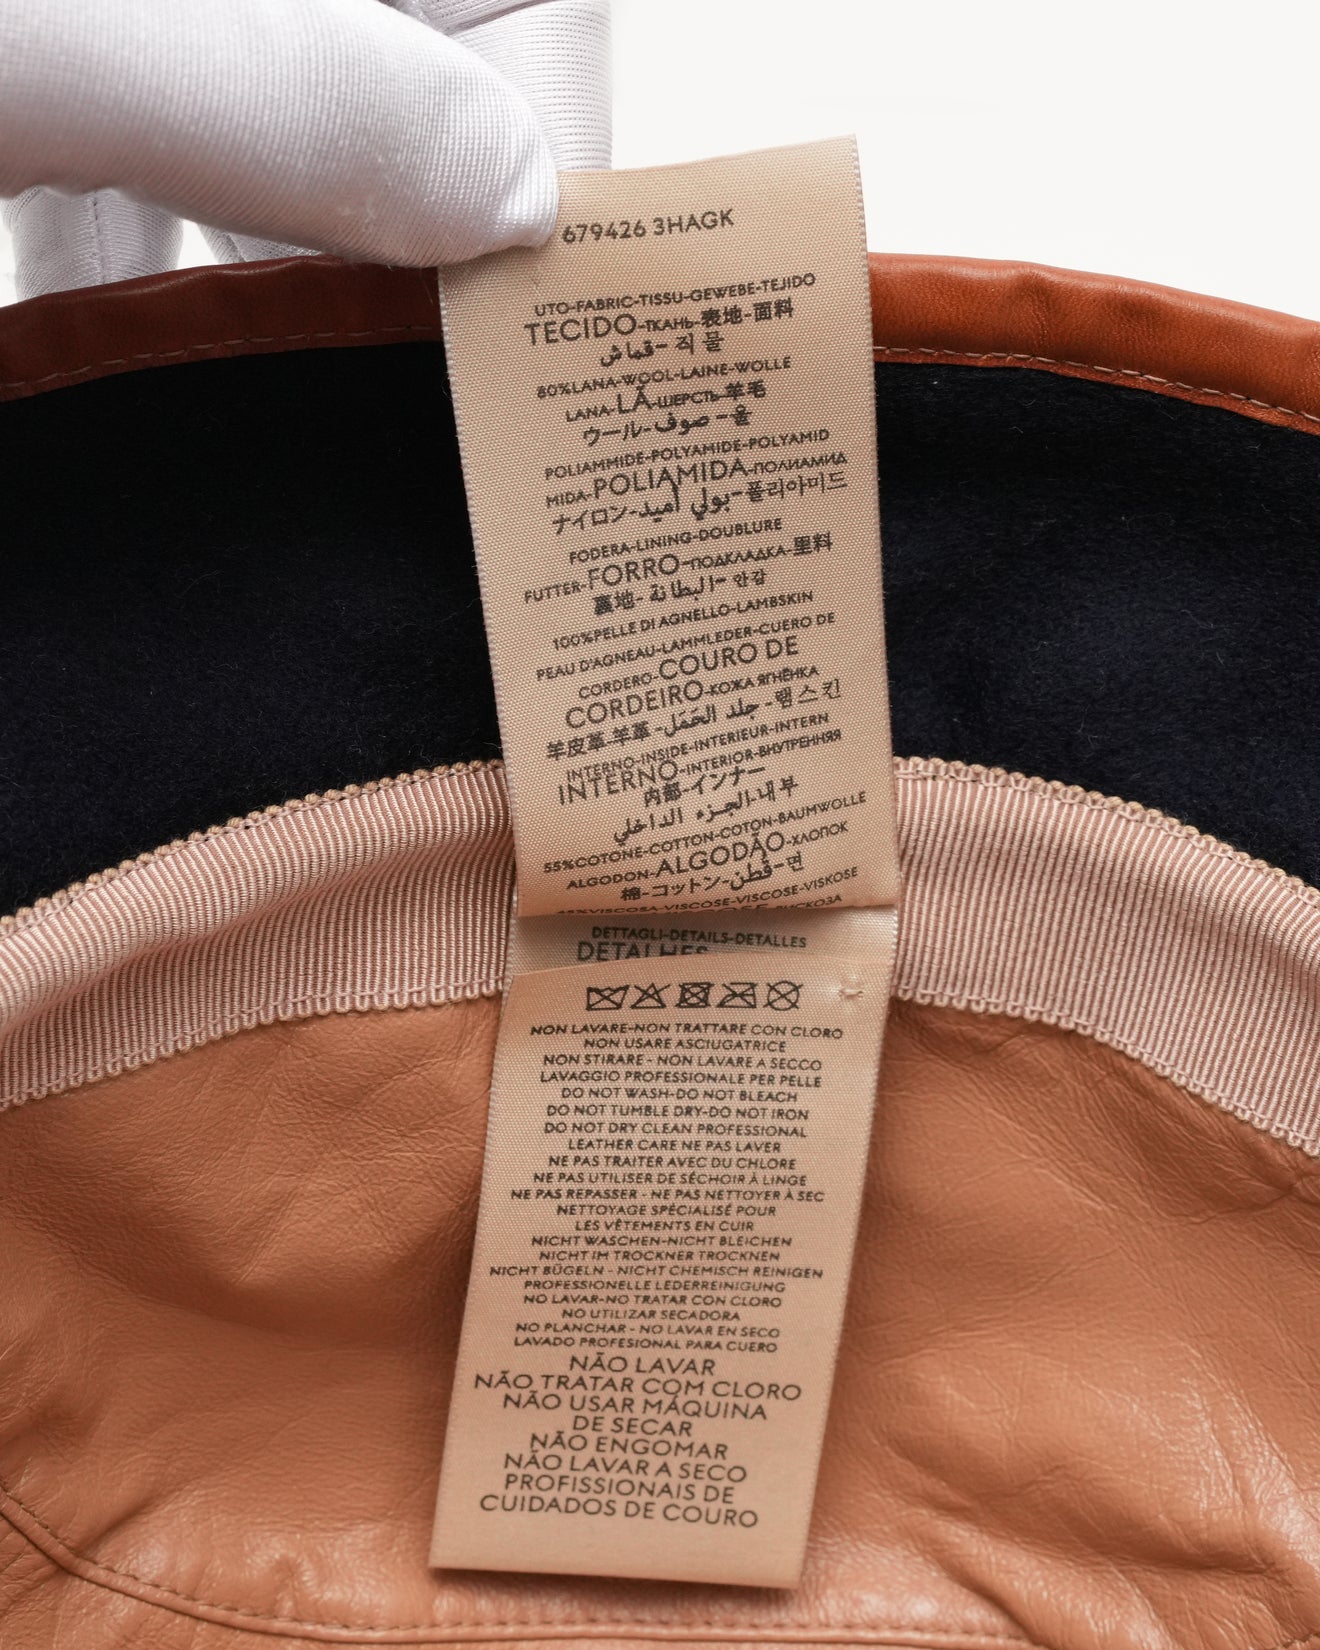 679426 3HAGK
UTO-FABRIC-TISSU-GEWEBE-TEJIDO
TECIDO-ТКАНЬ-表地-面料
قماش-직물
80%LANA-WOOL-LAINE-WOLLE
LANA-LÃ-ШЕРСТЬ-羊毛
ウール-صوف-울
POLIAMMIDE-POLYAMIDE-POLYAMID
MIDA-POLIAMIDA-ПОЛИАМИД
ナイロン-بولي أميد-폴리아미드
FODERA-LINING-DOUBLURE
FUTTER-FORRO-ПОДКЛАДКА-里料
裏地-البطانة-안감
100%PELLE DI AGNELLO-LAMBSKIN
PEAU D'AGNEAU-LAMMLEDER-CUERO DE
CORDERO-COURO DE
CORDEIRO-КОЖА ЯГНЁНКА
羊皮革-羊革-جلد الحَمَل-램스킨
INTERNO-INSIDE-INTERIEUR-INTERN
INTERNO-INTERIOR-ВНУТРЕННЯЯ
内部-インナー
부내-الجزء الداخلي
55%COTONE-COTTON-COTON-BAUMWOLLE
ALGODON-ALGODÃO-ХЛОПОК
棉-コットン-قطن-면
45%VISCOSA-VISCOSE-VISCOSE-VISKOSE
ВИСКОЗА
DETTAGLI-DETAILS-DETALLES
DETALHES
NON LAVARE-NON TRATTARE CON CLORO
NON USARE ASCIUGATRICE
NON STIRARE - NON LAVARE A SECCO
LAVAGGIO PROFESSIONALE PER PELLE
DO NOT WASH-DO NOT BLEACH
DO NOT TUMBLE DRY-DO NOT IRON
DO NOT DRY CLEAN PROFESSIONAL
LEATHER CARE NE PAS LAVER
NE PAS TRAITER AVEC DU CHLORE
NE PAS UTILISER DE SÉCHOIR À LINGE
NE PAS REPASSER - NE PAS NETTOYER À SEC
NETTOYAGE SPÉCIALISÉ POUR
LES VÊTEMENTS EN CUIR
NICHT WASCHEN-NICHT BLEICHEN
NICHT IM TROCKNER TROCKNEN
NICHT BÜGELN - NICHT CHEMISCH REINIGEN
PROFESSIONELLE LEDERREINIGUNG
NO LAVAR-NO TRATAR CON CLORO
NO UTILIZAR SECADORA
NO PLANCHAR - NO LAVAR EN SECO
LAVADO PROFESIONAL PARA CUERO
NÃO LAVAR
NÃO TRATAR COM CLORO
NÃO USAR MÁQUINA
DE SECAR
NÃO ENGOMAR
NÃO LAVAR A SECO
PROFISSIONAIS DE
CUIDADOS DE COURO